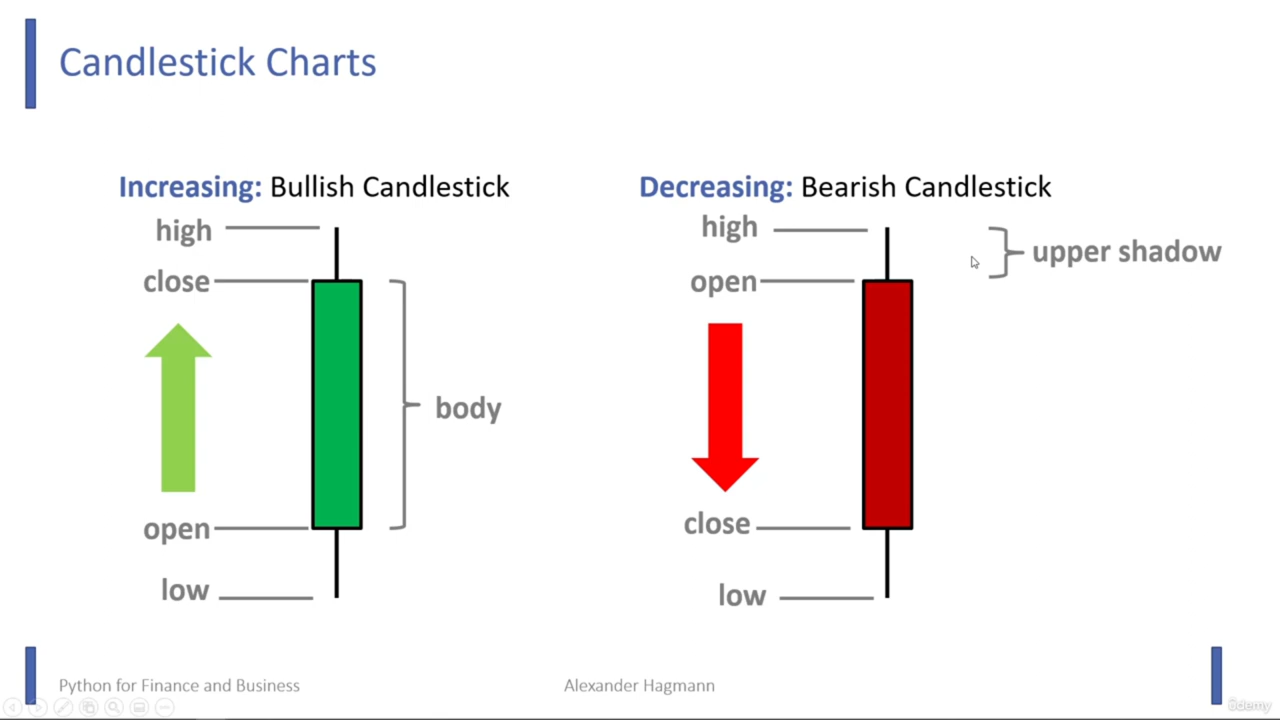 Candlestick Charts
Increasing: Bullish Candlestick
high
close
body
open
low
Decreasing: Bearish Candlestick
high
upper shadow
open
close
low
Python for Finance and Business
Alexander Hagmann
ûdemy